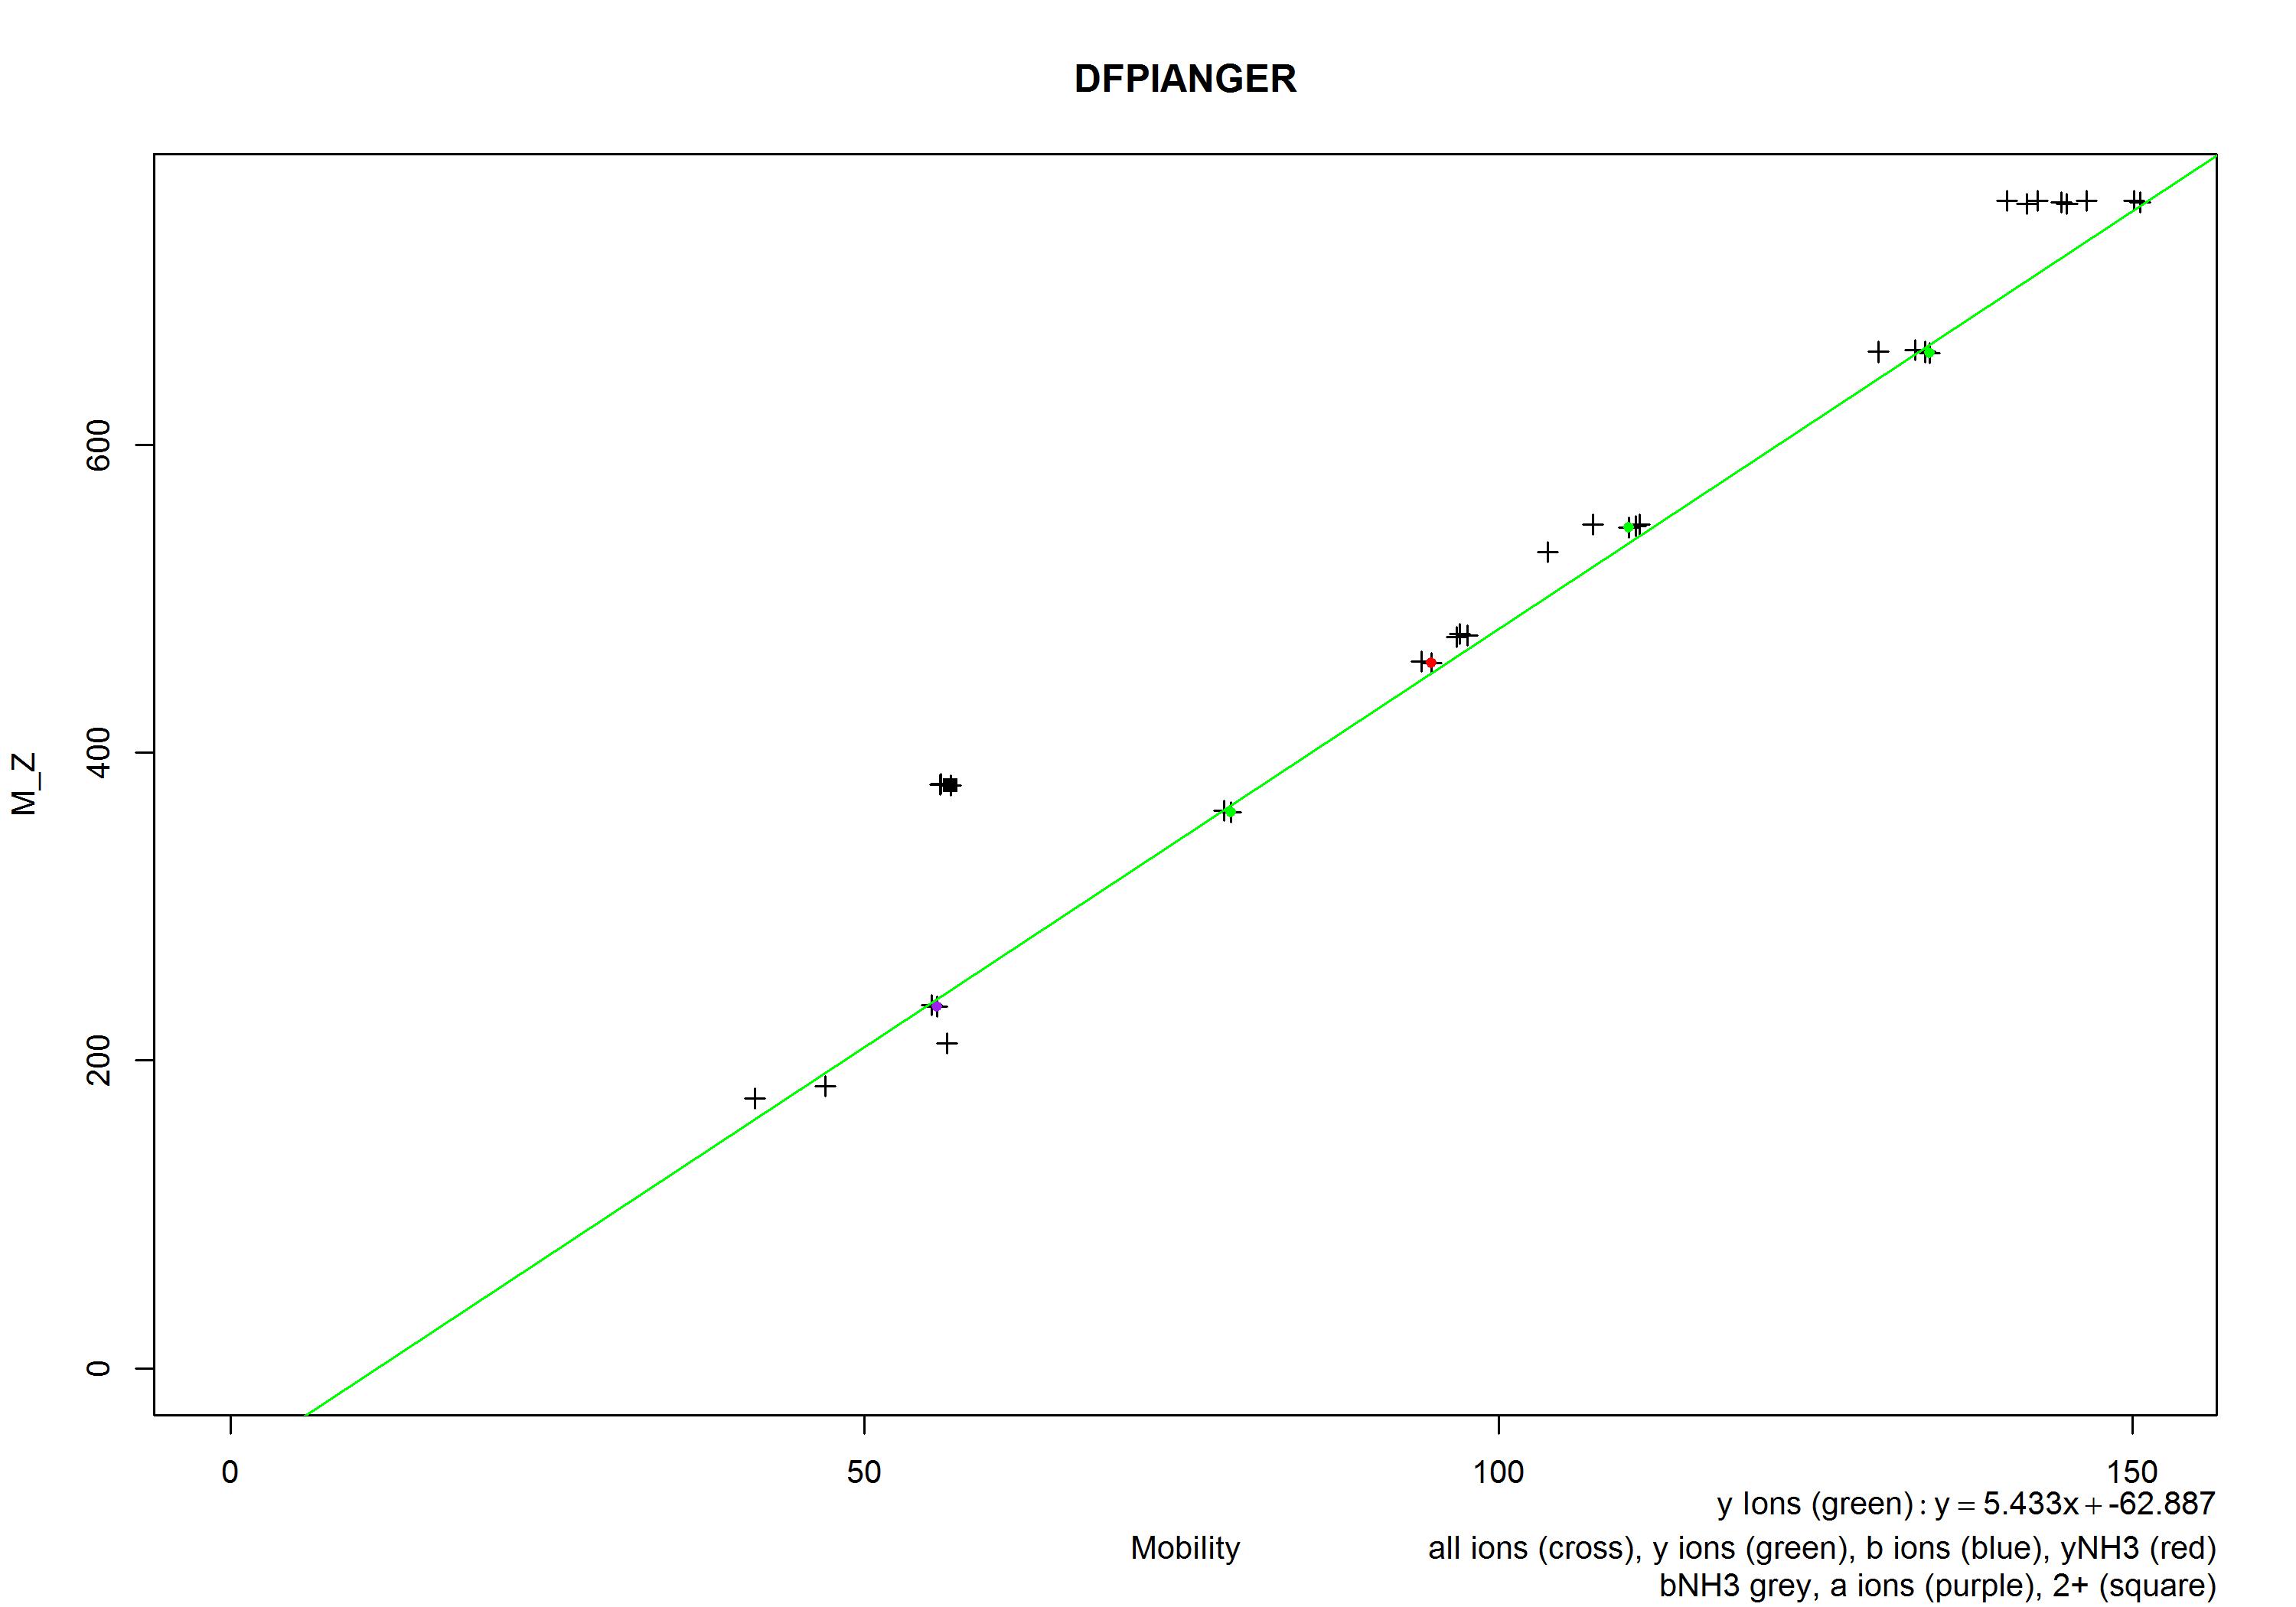 DFPIANGER
M_Z
600
400
200
0
0 50 100 150
y Ions (green) : y = 5.433x + -62.887
Mobility
all ions (cross), y ions (green), b ions (blue), yNH3 (red)
bNH3 grey, a ions (purple), 2+ (square)